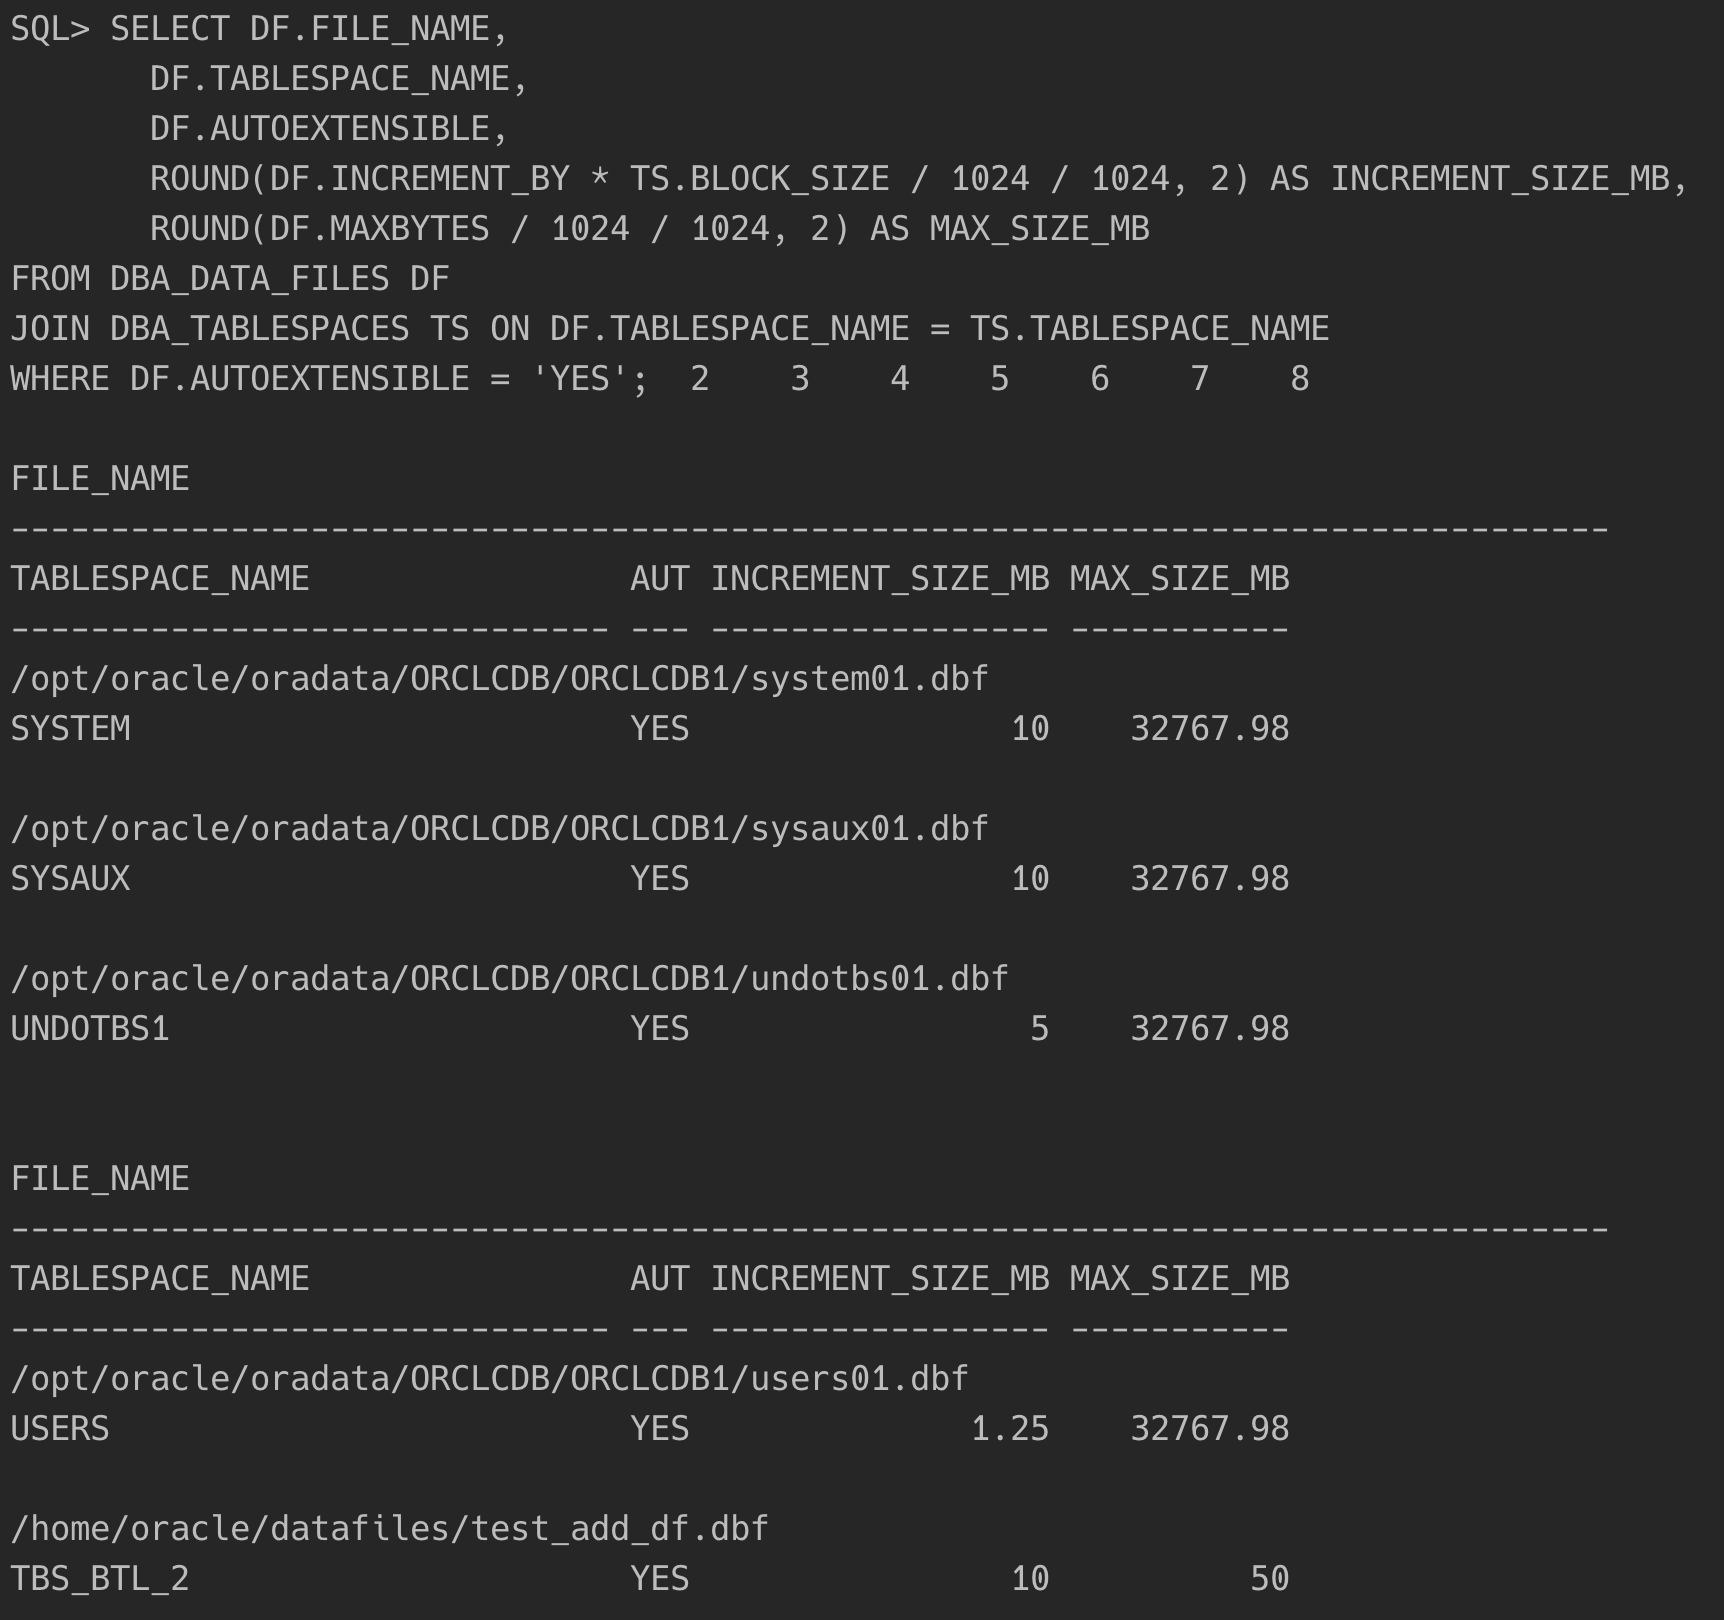 SQL> SELECT DF.FILE_NAME,
       DF.TABLESPACE_NAME,
       DF.AUTOEXTENSIBLE,
       ROUND(DF.INCREMENT_BY * TS.BLOCK_SIZE / 1024 / 1024, 2) AS INCREMENT_SIZE_MB,
       ROUND(DF.MAXBYTES / 1024 / 1024, 2) AS MAX_SIZE_MB
FROM DBA_DATA_FILES DF
JOIN DBA_TABLESPACES TS ON DF.TABLESPACE_NAME = TS.TABLESPACE_NAME
WHERE DF.AUTOEXTENSIBLE = 'YES';  2    3    4    5    6    7    8

FILE_NAME
--------------------------------------------------------------------------------
TABLESPACE_NAME                AUT INCREMENT_SIZE_MB MAX_SIZE_MB
------------------------------ --- ----------------- -----------
/opt/oracle/oradata/ORCLCDB/ORCLCDB1/system01.dbf
SYSTEM                         YES                10    32767.98

/opt/oracle/oradata/ORCLCDB/ORCLCDB1/sysaux01.dbf
SYSAUX                         YES                10    32767.98

/opt/oracle/oradata/ORCLCDB/ORCLCDB1/undotbs01.dbf
UNDOTBS1                       YES                 5    32767.98


FILE_NAME
--------------------------------------------------------------------------------
TABLESPACE_NAME                AUT INCREMENT_SIZE_MB MAX_SIZE_MB
------------------------------ --- ----------------- -----------
/opt/oracle/oradata/ORCLCDB/ORCLCDB1/users01.dbf
USERS                          YES              1.25    32767.98

/home/oracle/datafiles/test_add_df.dbf
TBS_BTL_2                      YES                10          50